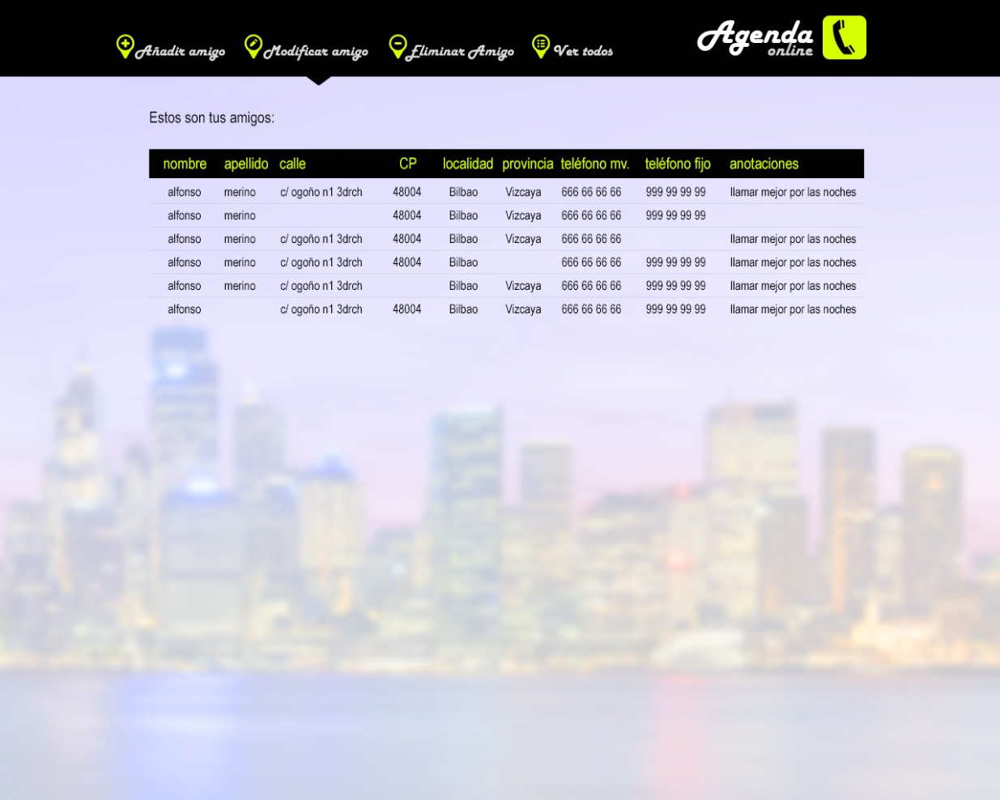 Añadir amigo Modificar amigo Eliminar Amigo Ver todos
Agenda
online
Estos son tus amigos:
nombre apellido calle CP localidad provincia teléfono mv. teléfono fijo anotaciones
alfonso merino c/ ogoño n1 3drch 48004 Bilbao Vizcaya 666 66 66 66 999 99 99 99 llamar mejor por las noches
alfonso merino 48004 Bilbao Vizcaya 666 66 66 66 999 99 99 99
alfonso merino c/ ogoño n1 3drch 48004 Bilbao Vizcaya 666 66 66 66 llamar mejor por las noches
alfonso merino c/ ogoño n1 3drch 48004 Bilbao 666 66 66 66 999 99 99 99 llamar mejor por las noches
alfonso merino c/ ogoño n1 3drch Bilbao Vizcaya 666 66 66 66 999 99 99 99 llamar mejor por las noches
alfonso c/ ogoño n1 3drch 48004 Bilbao Vizcaya 666 66 66 66 999 99 99 99 llamar mejor por las noches